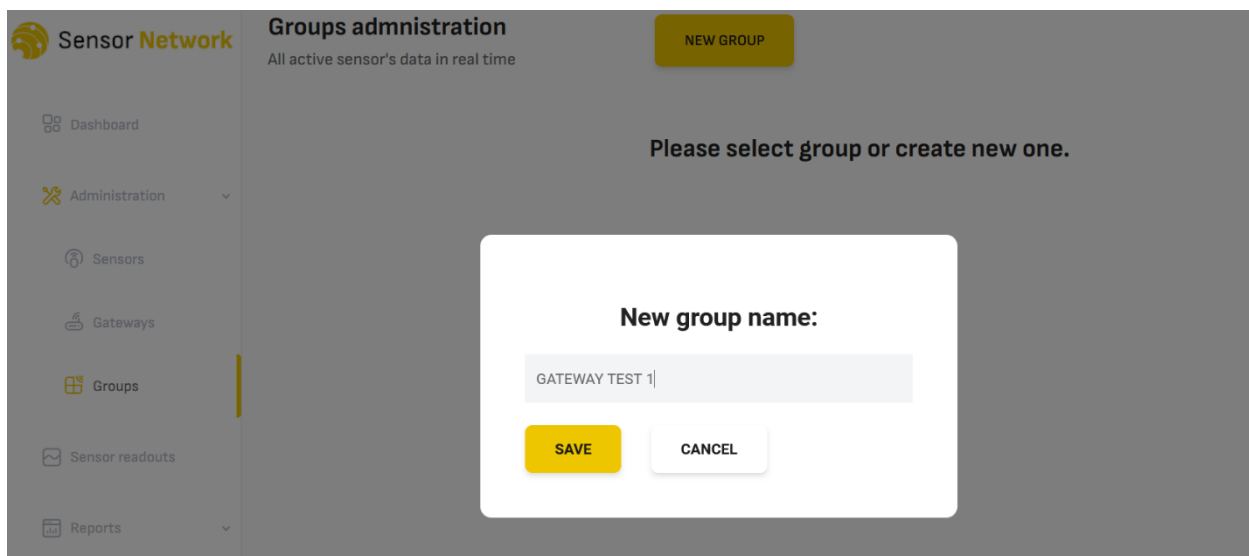 Sensor Network
Groups admnistration
All active sensor's data in real time
NEW GROUP
Dashboard
Administration
Sensors
Gateways
Groups
Sensor readouts
Reports
Please select group or create new one.
New group name:
GATEWAY TEST 1
SAVE
CANCEL